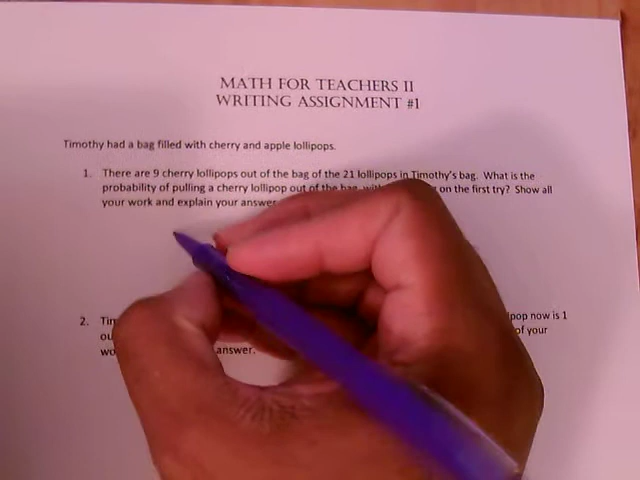 MATH FOR TEACHERS II
WRITING ASSIGNMENT #1
Timothy had a bag filled with cherry and apple lollipops.
1. There are 9 cherry lollipops out of the bag of the 21 lollipops in Timothy's bag. What is the
probability of pulling a cherry lollipop out of the bag, on the first try? Show all
your work and explain your answer
2. now is 1
of your
answer.